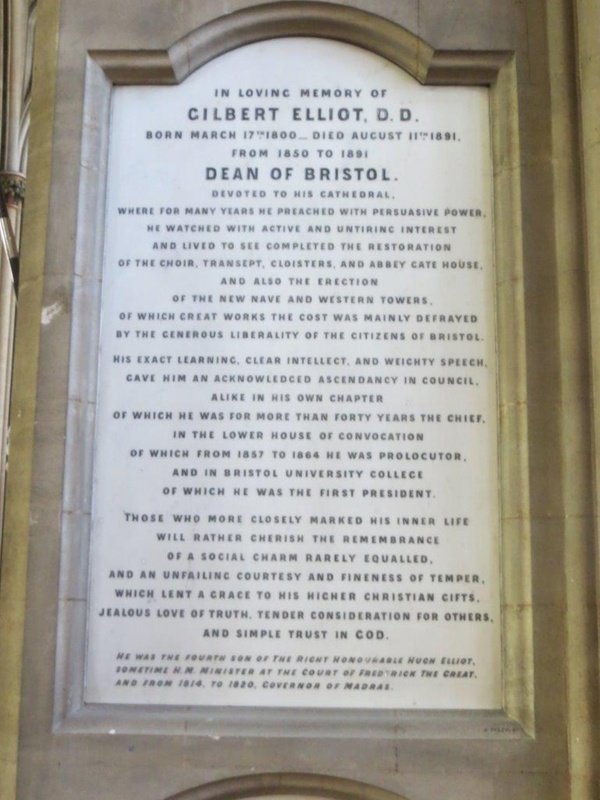 IN LOVING MEMORY OF
GILBERT ELLIOT, D.D.
BORN MARCH 17TH 1800 _ DIED AUGUST 11TH 1891,
FROM 1850 TO 1891
DEAN OF BRISTOL.
DEVOTED TO HIS CATHEDRAL,
WHERE FOR MANY YEARS HE PREACHED WITH PERSUASIVE POWER,
HE WATCHED WITH ACTIVE AND UNTIRING INTEREST
AND LIVED TO SEE COMPLETED THE RESTORATION
OF THE CHOIR, TRANSEPT, CLOISTERS, AND ABBEY GATE HOUSE,
AND ALSO THE ERECTION
OF THE NEW NAVE AND WESTERN TOWERS,
OF WHICH GREAT WORKS THE COST WAS MAINLY DEFRAYED
BY THE GENEROUS LIBERALITY OF THE CITIZENS OF BRISTOL.
HIS EXACT LEARNING, CLEAR INTELLECT, AND WEIGHTY SPEECH,
GAVE HIM AN ACKNOWLEDGED ASCENDANCY IN COUNCIL,
ALIKE IN HIS OWN CHAPTER
OF WHICH HE WAS FOR MORE THAN FORTY YEARS THE CHIEF,
IN THE LOWER HOUSE OF CONVOCATION
OF WHICH FROM 1857 TO 1864 HE WAS PROLOCUTOR,
AND IN BRISTOL UNIVERSITY COLLEGE
OF WHICH HE WAS THE FIRST PRESIDENT.
THOSE WHO MORE CLOSELY MARKED HIS INNER LIFE
WILL RATHER CHERISH THE REMEMBRANCE
OF A SOCIAL CHARM RARELY EQUALLED,
AND AN UNFAILING COURTESY AND FINENESS OF TEMPER,
WHICH LENT A GRACE TO HIS HIGHER CHRISTIAN GIFTS,
JEALOUS LOVE OF TRUTH, TENDER CONSIDERATION FOR OTHERS,
AND SIMPLE TRUST IN GOD.
HE WAS THE FOURTH SON OF THE RIGHT HONOURABLE HUGH ELLIOT,
SOMETIME H.M. MINISTER AT THE COURT OF FREDERICK THE GREAT,
AND FROM 1814, TO 1820, GOVERNOR OF MADRAS.